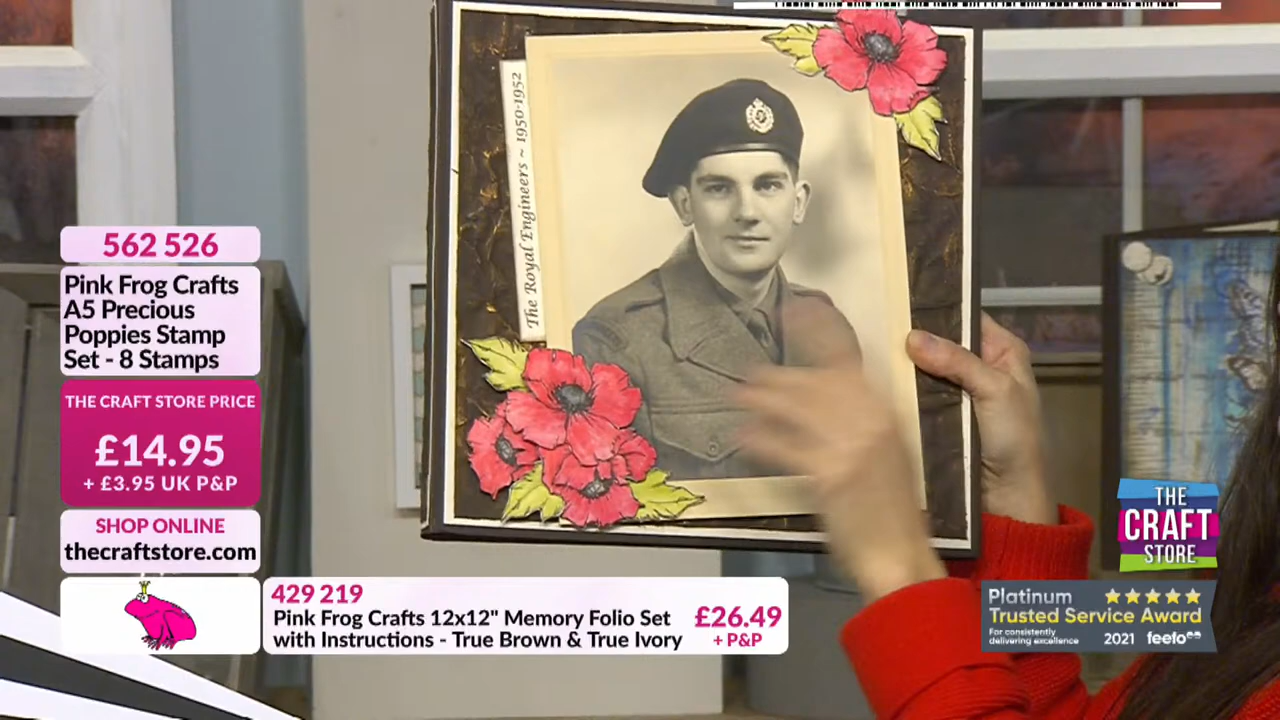 The Royal Engineers ~ 1950-1952
562 526
Pink Frog Crafts
A5 Precious
Poppies Stamp
Set - 8 Stamps
THE CRAFT STORE PRICE
£14.95
+ £3.95 UK P&P
SHOP ONLINE
thecraftstore.com
429 219
Pink Frog Crafts 12x12" Memory Folio Set
with Instructions - True Brown & True Ivory
£26.49
+ P&P
THE
CRAFT
STORE
Platinum
Trusted Service Award
For consistently
delivering excellence
2021 feefo